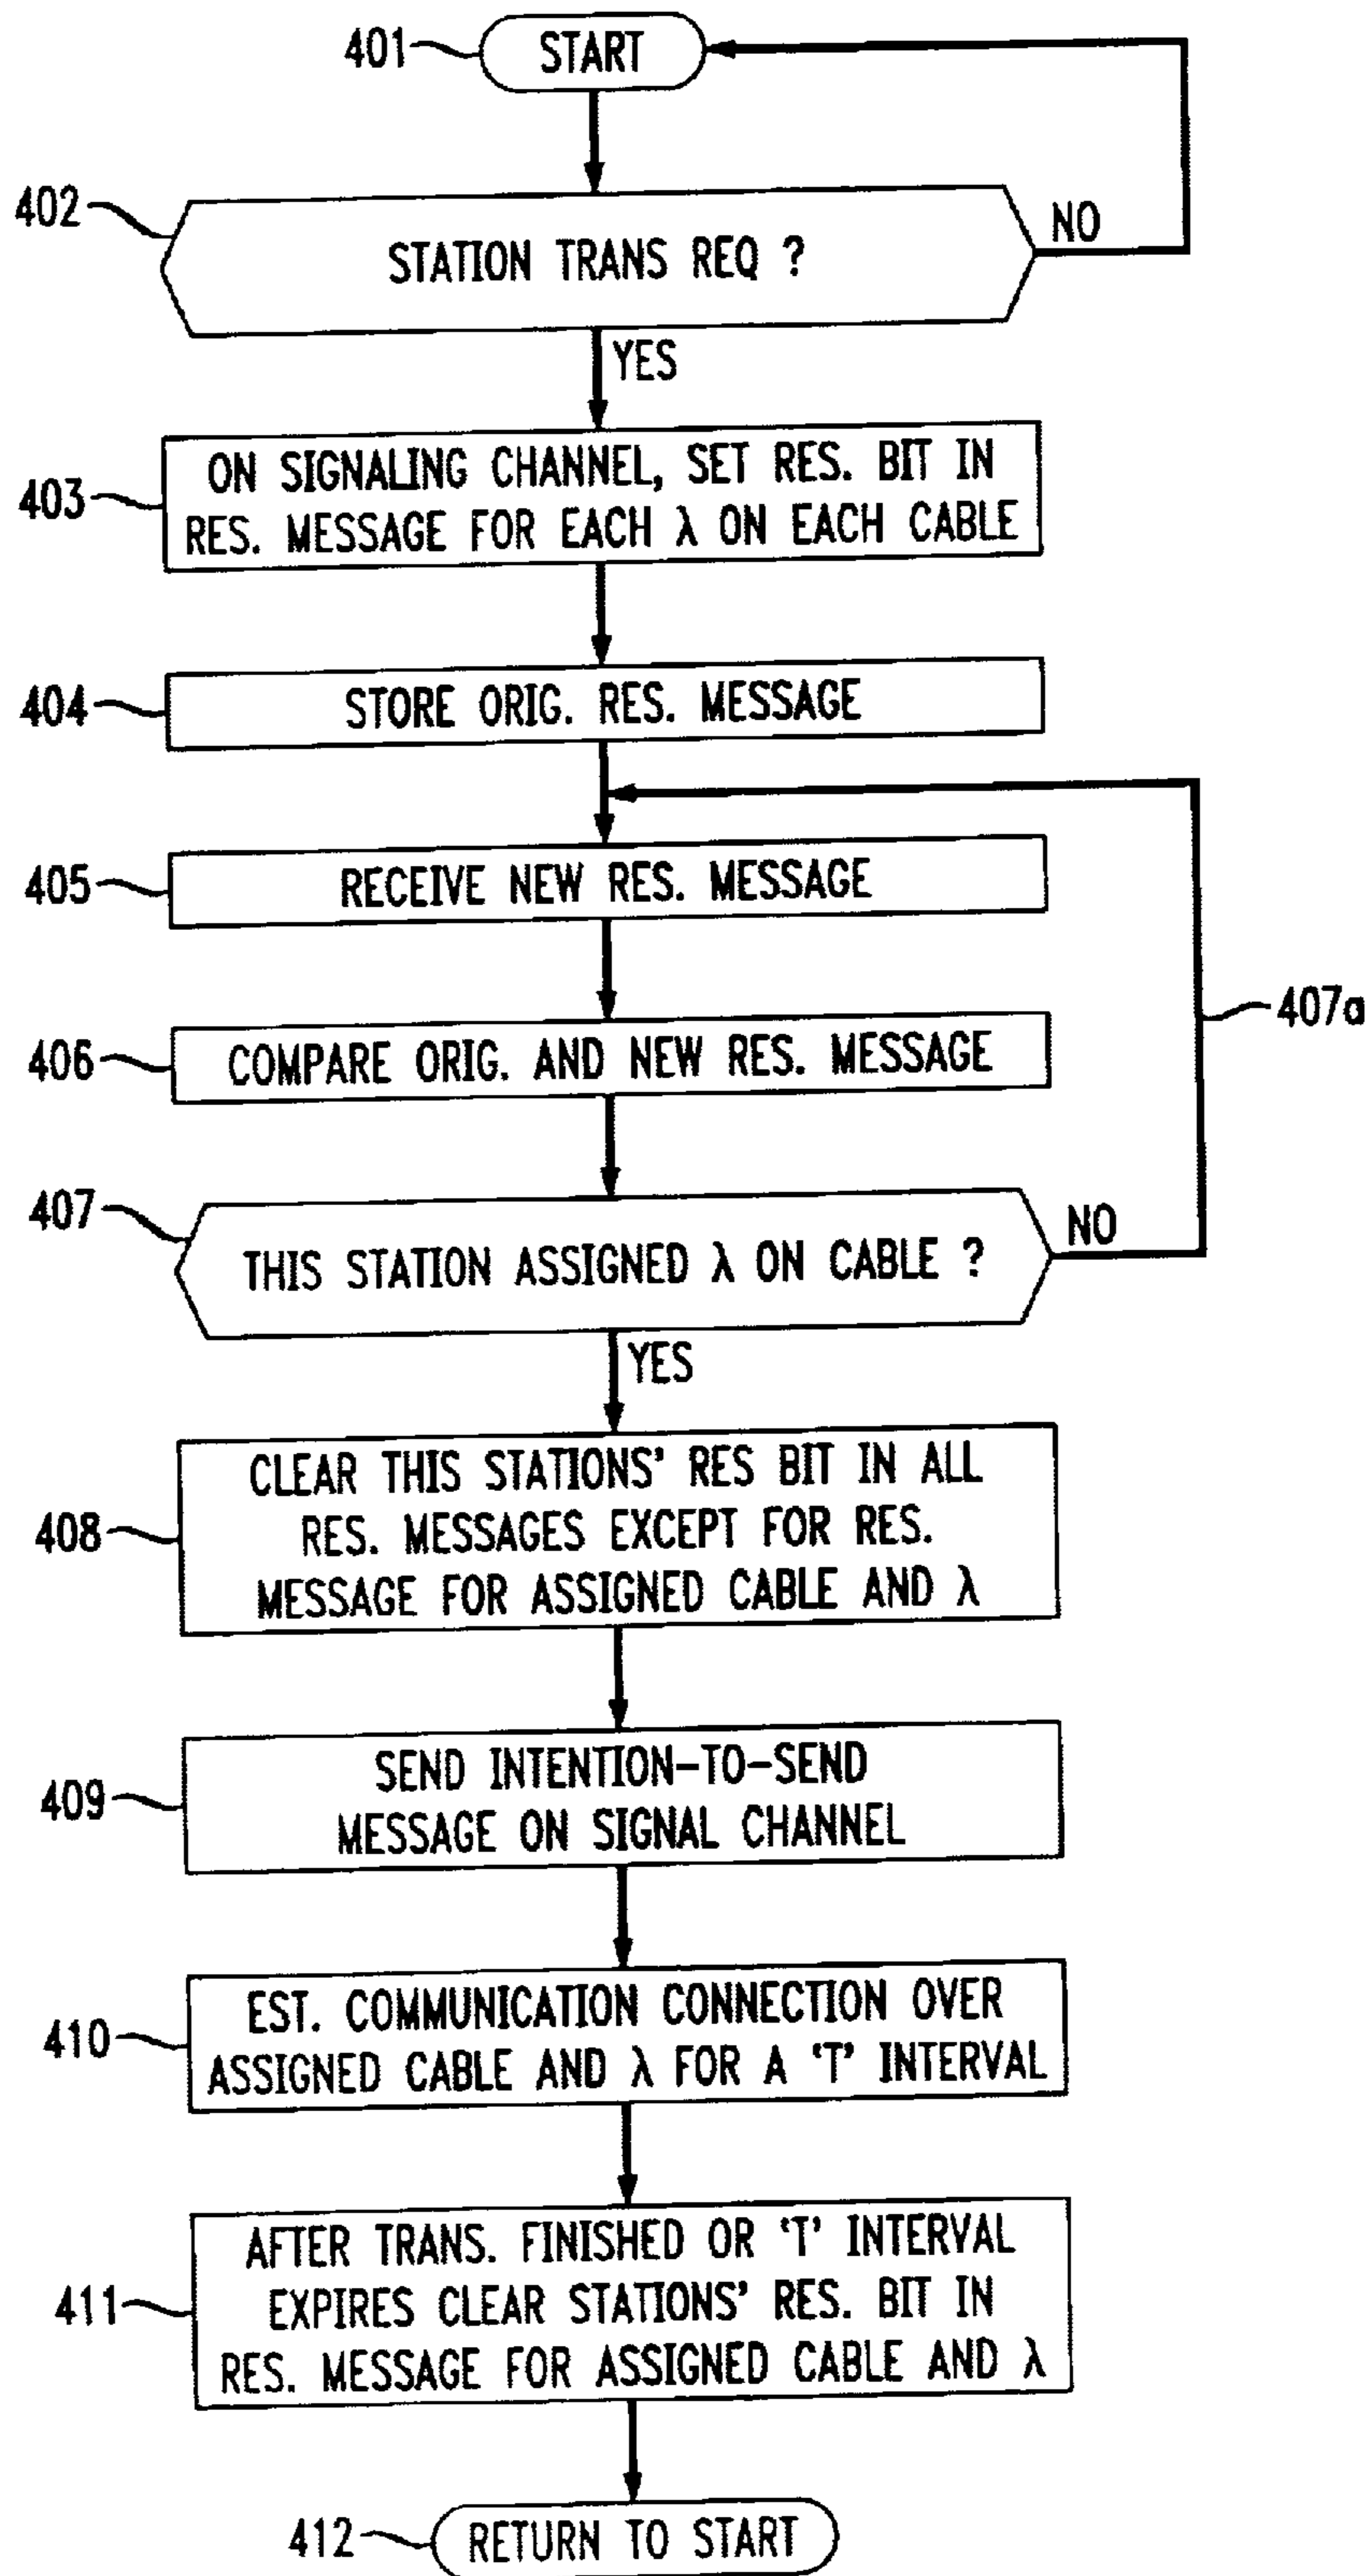 401
START
402
STATION TRANS REQ ?
NO
YES
403
ON SIGNALING CHANNEL, SET RES. BIT IN
RES. MESSAGE FOR EACH λ ON EACH CABLE
404
STORE ORIG. RES. MESSAGE
405
RECEIVE NEW RES. MESSAGE
407a
406
COMPARE ORIG. AND NEW RES. MESSAGE
407
THIS STATION ASSIGNED λ ON CABLE ?
NO
YES
408
CLEAR THIS STATIONS' RES BIT IN ALL
RES. MESSAGES EXCEPT FOR RES.
MESSAGE FOR ASSIGNED CABLE AND λ
409
SEND INTENTION-TO-SEND
MESSAGE ON SIGNAL CHANNEL
410
EST. COMMUNICATION CONNECTION OVER
ASSIGNED CABLE AND λ FOR A 'T' INTERVAL
411
AFTER TRANS. FINISHED OR 'T' INTERVAL
EXPIRES CLEAR STATIONS' RES. BIT IN
RES. MESSAGE FOR ASSIGNED CABLE AND λ
412
RETURN TO START